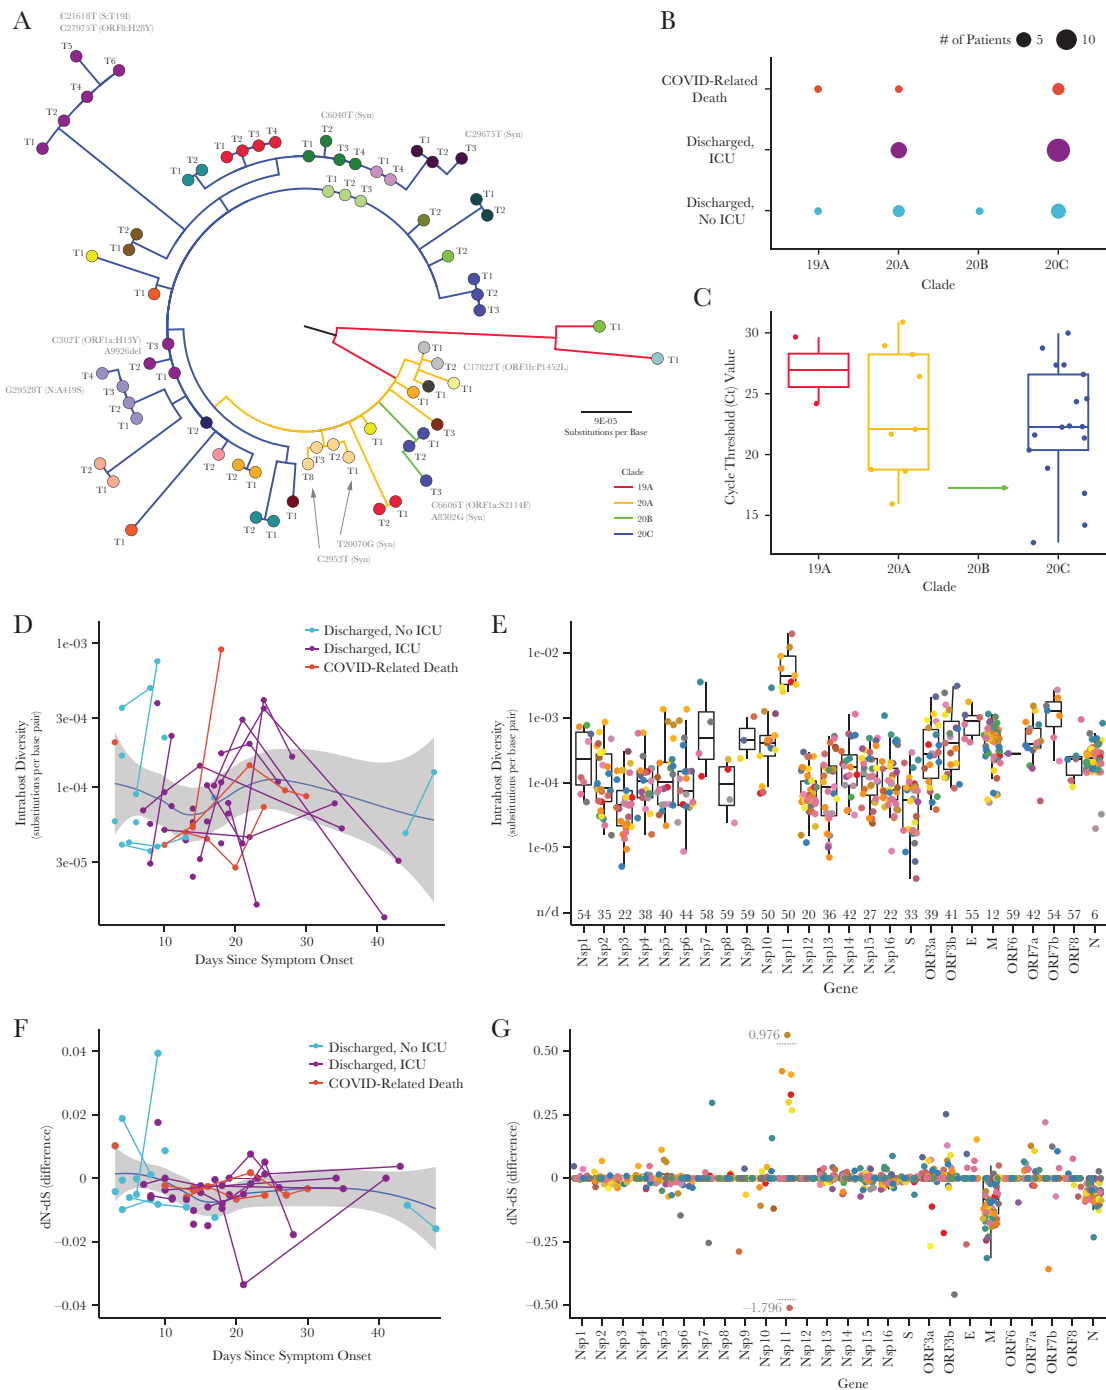 A
C21618T (S:T19I)
C27975T (ORF8:H28Y)
T5
T6
T4
T2
T1
T2
T1
T1
T2
T3
T4
C6040T (Syn)
T2
T1
T3
T4
T1
T4
C29675T (Syn)
T1
T2
T3
T1
T2
T3
T1
T2
T2
T2
T1
T2
T3
T2
T1
T1
T1
C302T (ORF1a:H13Y)
A9926del
T3
T2
T1
G29528T (N:A419S)
T4
T3
T2
T1
T2
T2
T1
T2
T2
T1
T1
T2
T1
T1
T3
T2
T1
T8
T2
T1
C2953T (Syn)
T20070G (Syn)
T1
T1
T1
T2
C17822T (ORF1b:P1452L)
T1
T1
T1
T3
T1
T2
T1
T3
C6606T (ORF1a:S2114F)
A8302G (Syn)
9E-05
Substitutions per Base
Clade
19A
20A
20B
20C
B
# of Patients
5
10
COVID-Related
Death
Discharged,
ICU
Discharged,
No ICU
19A
20A
20B
20C
Clade
C
Cycle Threshold (Ct) Value
30
25
20
15
19A
20A
20B
20C
Clade
D
Intrahost Diversity
(substitutions per base pair)
1e-03
3e-04
1e-04
3e-05
Discharged, No ICU
Discharged, ICU
COVID-Related Death
10
20
30
40
Days Since Symptom Onset
E
Intrahost Diversity
(substitutions per base pair)
1e-02
1e-03
1e-04
1e-05
n/d
54 35 22 38 40 44 58 59 59 50 50 20 36 42 27 22 33 39 41 55 12 59 42 54 57 6
Nsp1 Nsp2 Nsp3 Nsp4 Nsp5 Nsp6 Nsp7 Nsp8 Nsp9 Nsp10 Nsp11 Nsp12 Nsp13 Nsp14 Nsp15 Nsp16 S ORF3a ORF3b E M ORF6 ORF7a ORF7b ORF8 N
Gene
F
dN-dS (difference)
0.04
0.02
0
−0.02
−0.04
Discharged, No ICU
Discharged, ICU
COVID-Related Death
10
20
30
40
Days Since Symptom Onset
G
dN-dS (difference)
0.50
0.25
0
−0.25
−0.50
0.976
−1.796
Nsp1 Nsp2 Nsp3 Nsp4 Nsp5 Nsp6 Nsp7 Nsp8 Nsp9 Nsp10 Nsp11 Nsp12 Nsp13 Nsp14 Nsp15 Nsp16 S ORF3a ORF3b E M ORF6 ORF7a ORF7b ORF8 N
Gene